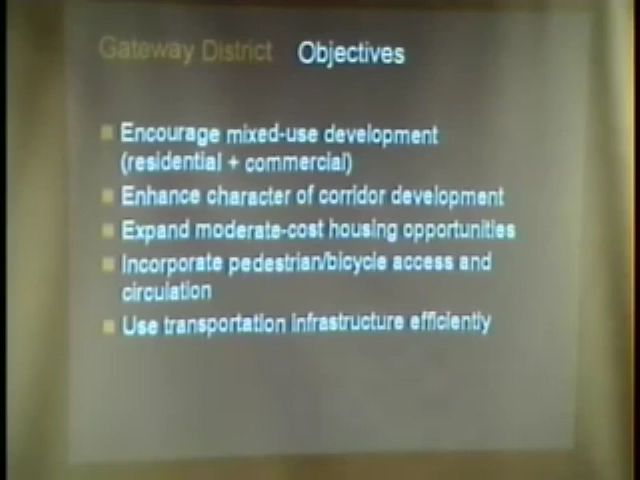 Gateway District Objectives
Encourage mixed-use development
(residential + commercial)
Enhance character of corridor development
Expand moderate-cost housing opportunities
Incorporate pedestrian/bicycle access and
circulation
Use transportation infrastructure efficiently